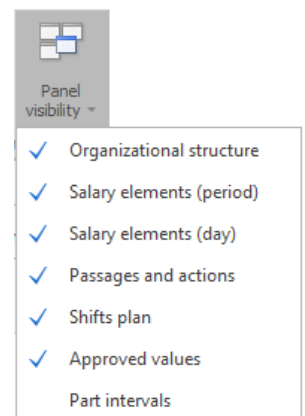 Panel
visibility
Organizational structure
Salary elements (period)
Salary elements (day)
Passages and actions
Shifts plan
Approved values
Part intervals